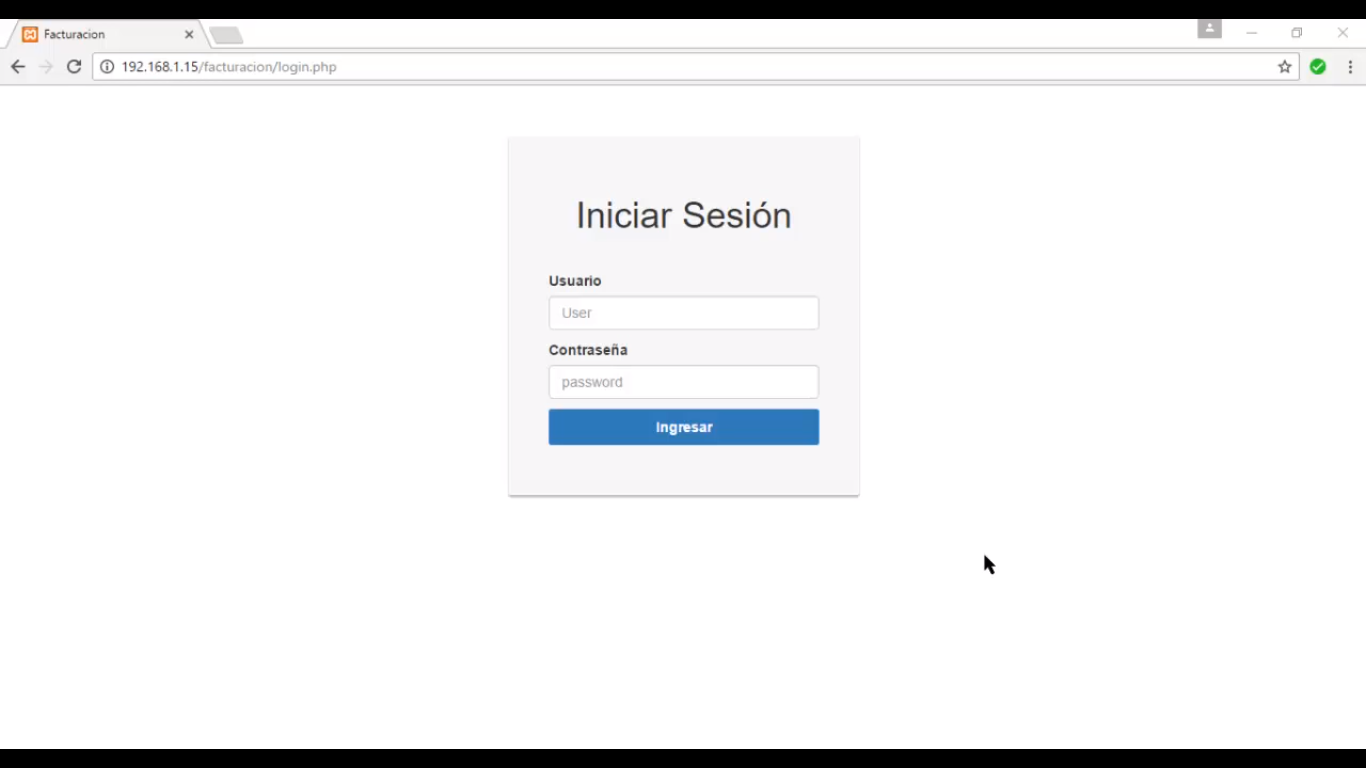 Facturacion
192.168.1.15/facturacion/login.php
Iniciar Sesión
Usuario
User
Contraseña
password
Ingresar